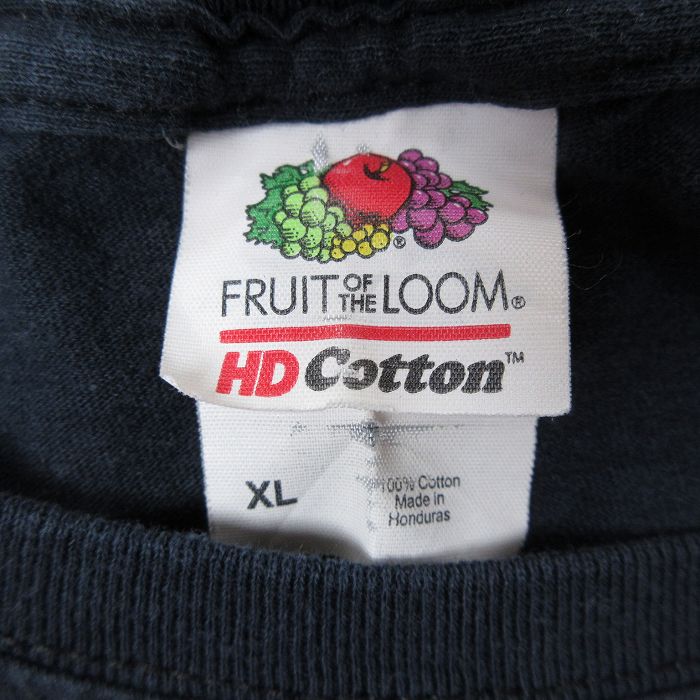 ®
FRUIT OF THE LOOM®
HD Cotton™
XL
100% Cotton
Made in
Honduras